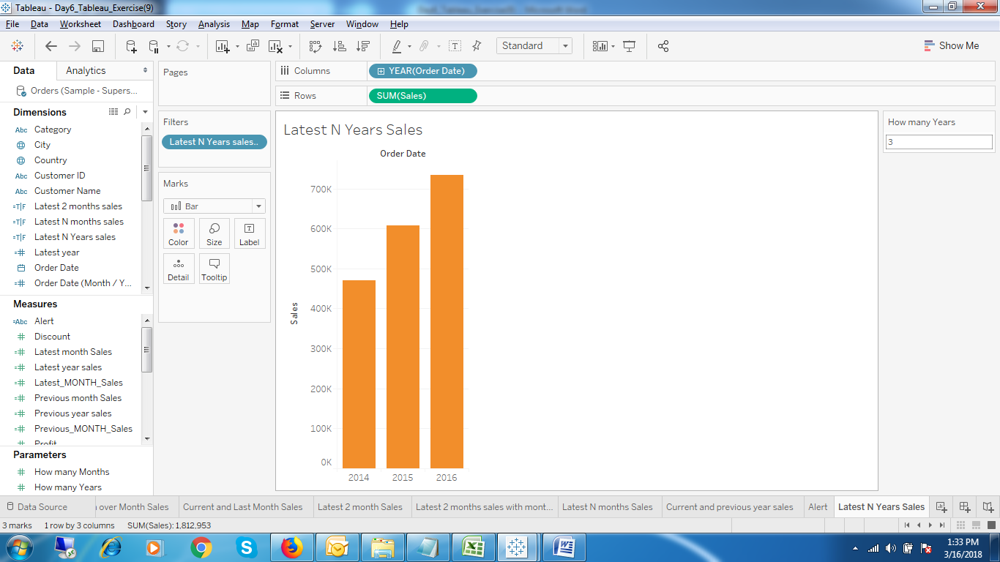 Tableau - Day6_Tableau_Exercise(9)
File Data Worksheet Dashboard Story Analysis Map Format Server Window Help
Standard
Show Me
Data Analytics
Orders (Sample - Supers...
Dimensions
Abc Category
City
Country
Abc Customer ID
Abc Customer Name
=T|F Latest 2 months sales
=T|F Latest N months sales
=T|F Latest N Years sales
=# Latest year
Order Date
=# Order Date (Month / Y...
Measures
=Abc Alert
# Discount
=# Latest month Sales
=# Latest year sales
=# Latest_MONTH_Sales
=# Previous month Sales
=# Previous year sales
=# Previous_MONTH_Sales
# Profit
Parameters
# How many Months
# How many Years
Pages
Filters
Latest N Years sales..
Marks
Bar
Color Size Label
Detail Tooltip
Columns YEAR(Order Date)
Rows SUM(Sales)
Latest N Years Sales
Order Date
Sales
700K
600K
500K
400K
300K
200K
100K
0K
2014 2015 2016
How many Years
3
Data Source over Month Sales Current and Last Month Sales Latest 2 month Sales Latest 2 months sales with mont... Latest N months Sales Current and previous year sales Alert Latest N Years Sales
3 marks 1 row by 3 columns SUM(Sales): 1,812,953
1:33 PM
3/16/2018